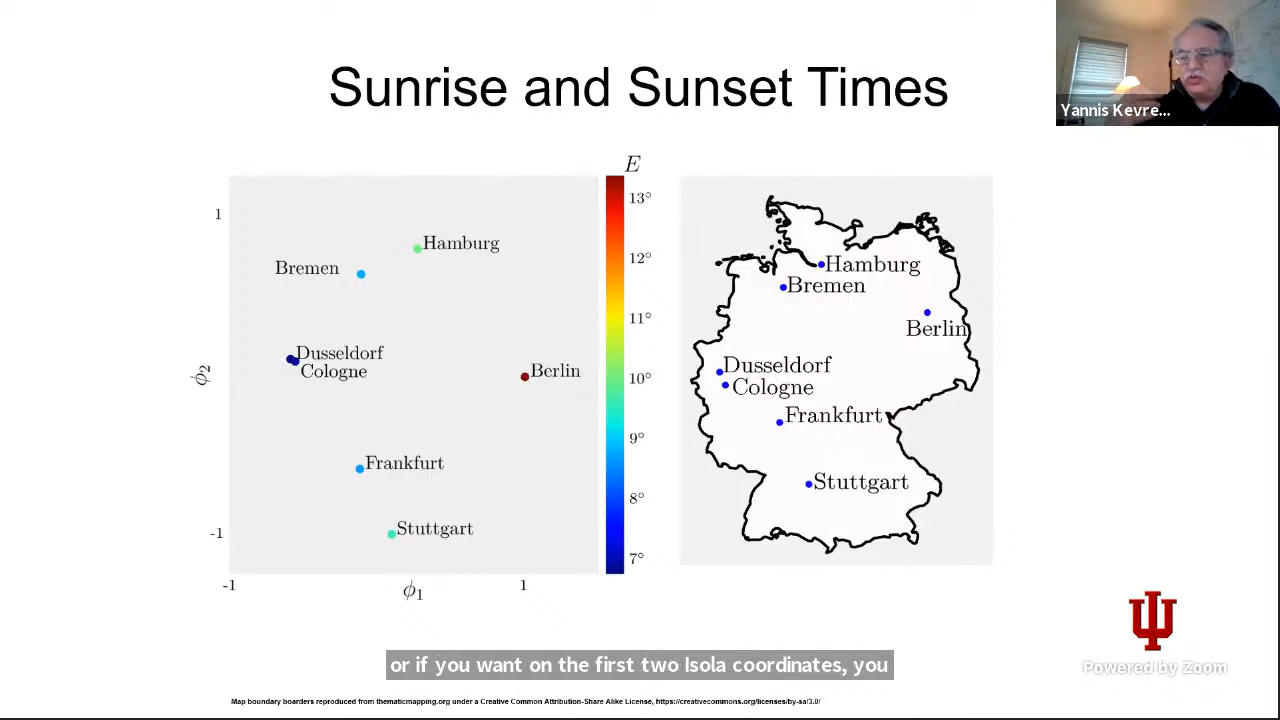 Sunrise and Sunset Times
Yannis Kevre...
E
1
-1
ϕ2
-1
1
ϕ1
Hamburg
Bremen
Dusseldorf
Cologne
Berlin
Frankfurt
Stuttgart
13°
12°
11°
10°
9°
8°
7°
Hamburg
Bremen
Berlin
Dusseldorf
Cologne
Frankfurt
Stuttgart
or if you want on the first two Isola coordinates, you
Powered by Zoom
Map boundary boarders reproduced from thematicmapping.org under a Creative Common Attribution-Share Alike License, https://creativecommons.org/licenses/by-sa/3.0/